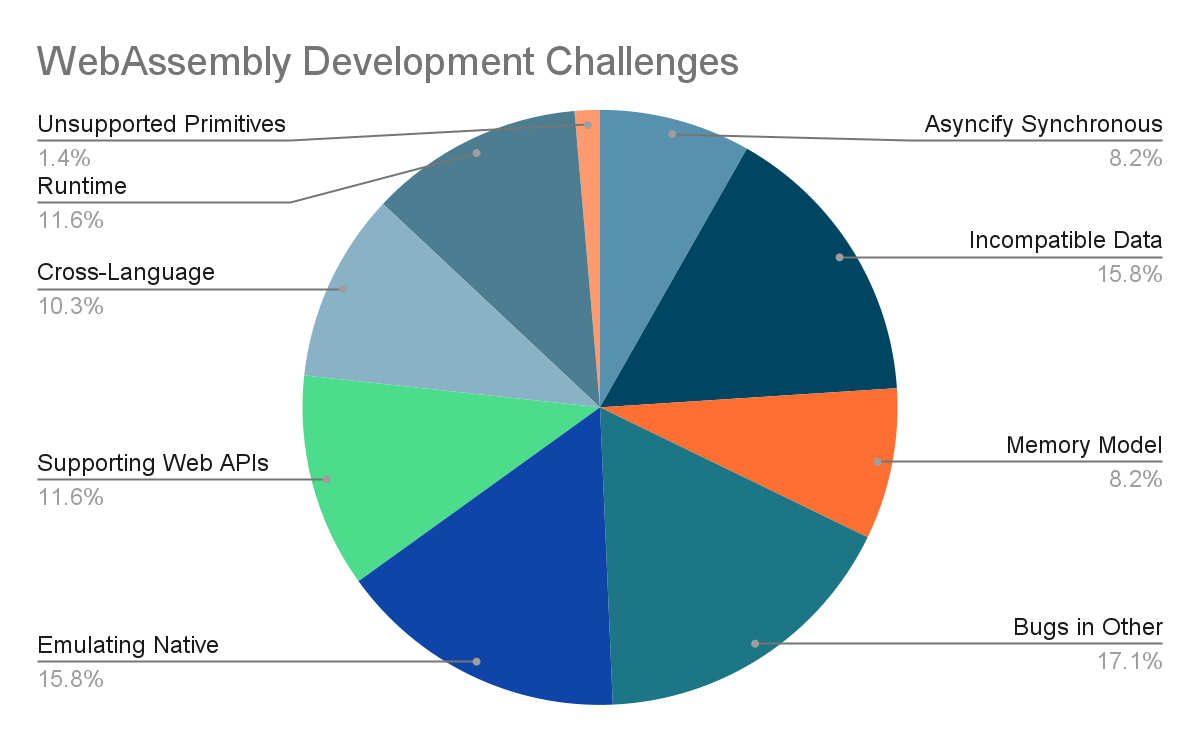 WebAssembly Development Challenges
Unsupported Primitives
1.4%
Runtime
11.6%
Cross-Language
10.3%
Supporting Web APIs
11.6%
Emulating Native
15.8%
Asyncify Synchronous
8.2%
Incompatible Data
15.8%
Memory Model
8.2%
Bugs in Other
17.1%